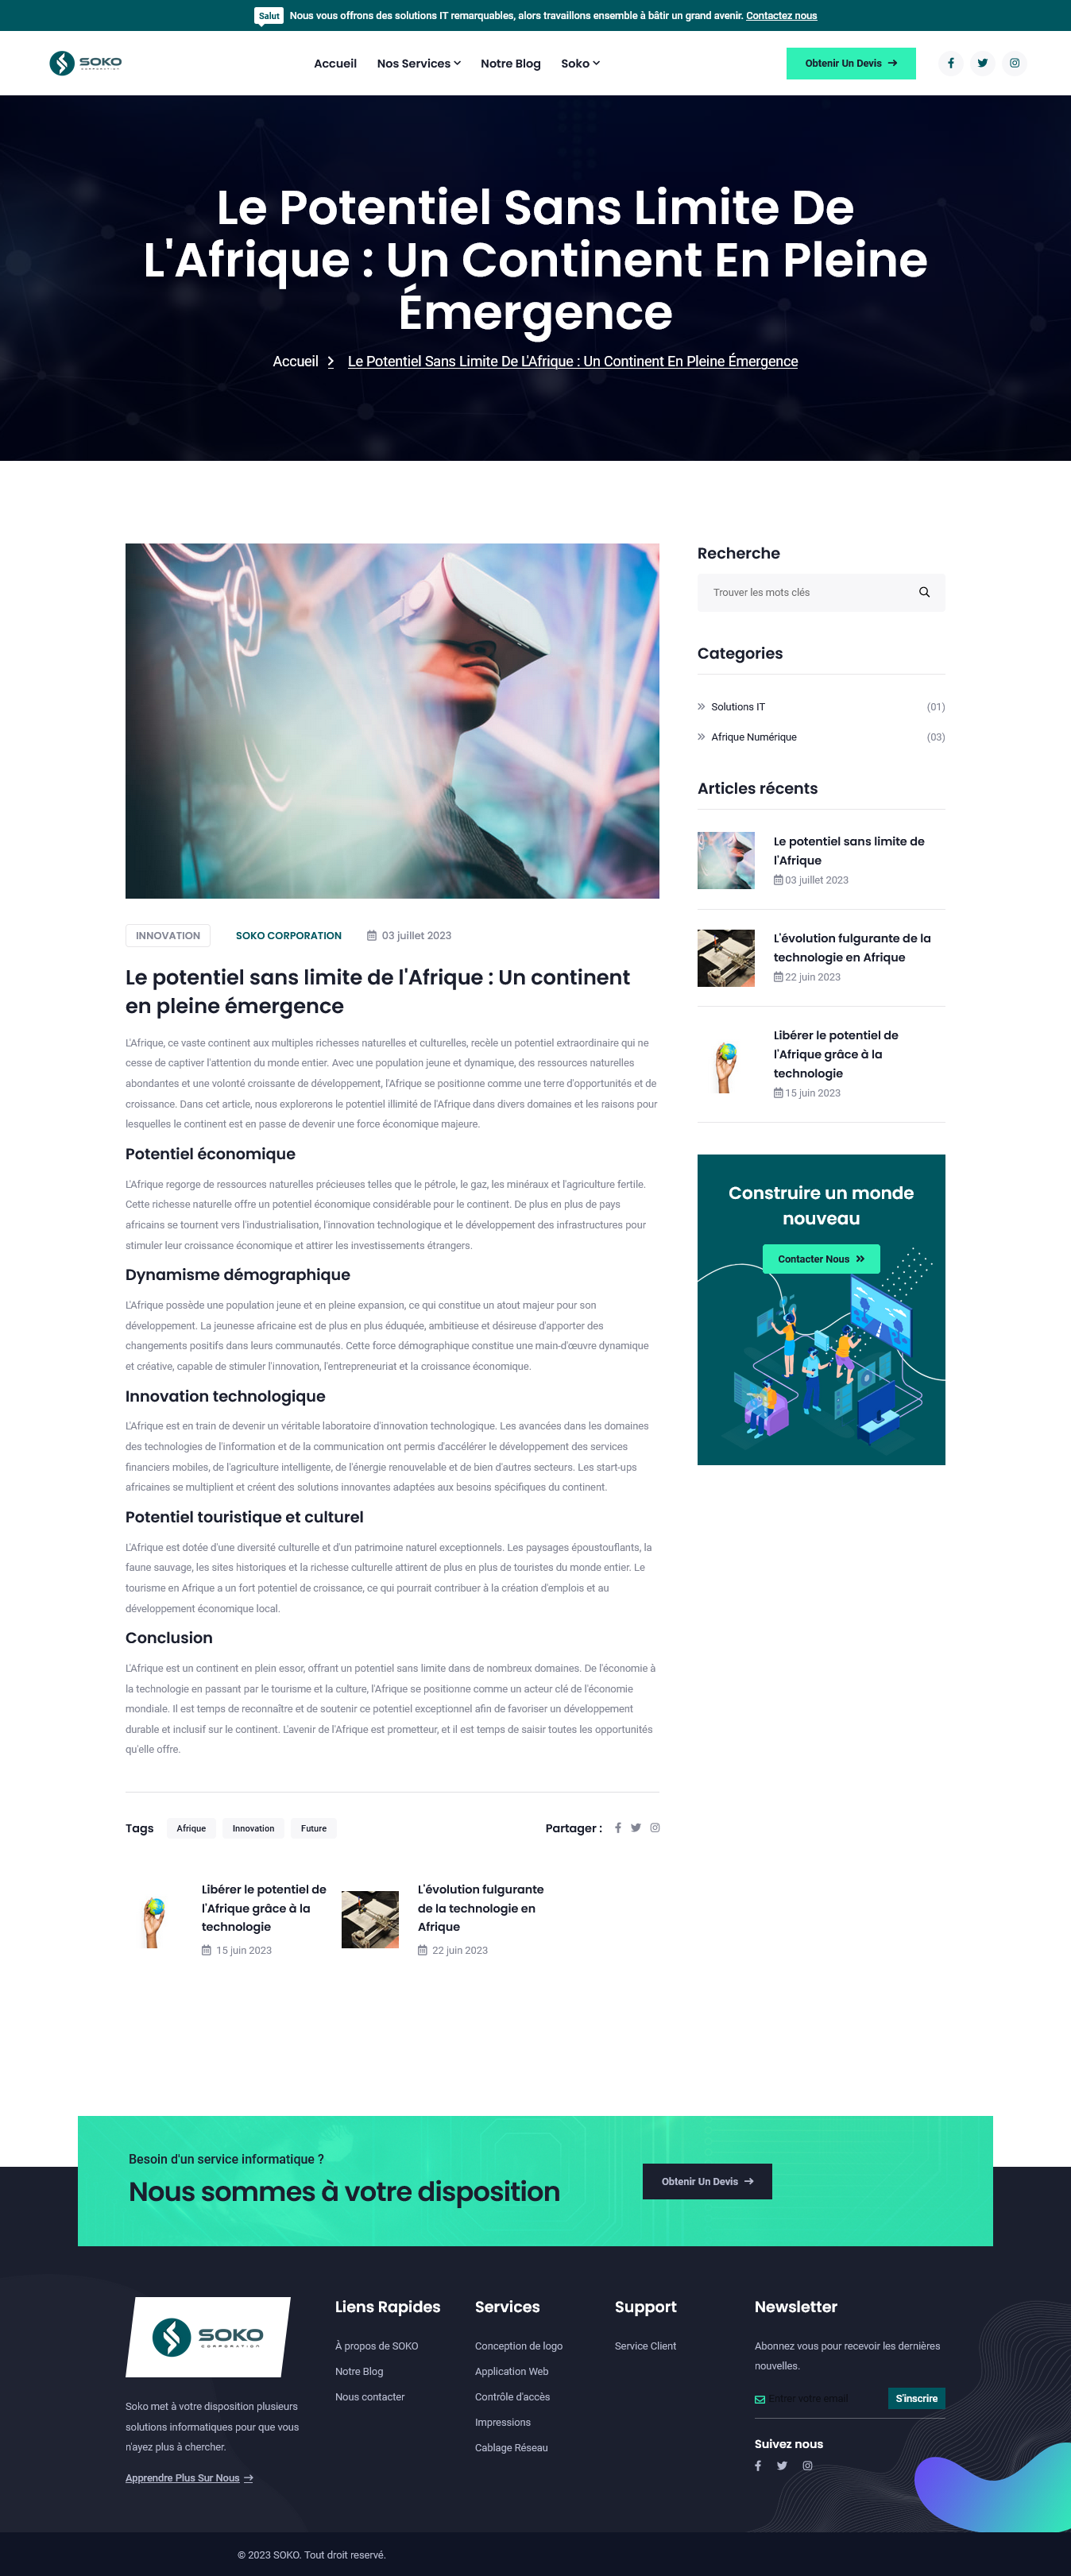 Salut Nous vous offrons des solutions IT remarquables, alors travaillons ensemble à bâtir un grand avenir. Contactez nous
SOKO
CORPORATION
Accueil Nos Services Notre Blog Soko
Obtenir Un Devis
Le Potentiel Sans Limite De
L'Afrique : Un Continent En Pleine
Émergence
Accueil Le Potentiel Sans Limite De L'Afrique : Un Continent En Pleine Émergence
INNOVATION SOKO CORPORATION 03 juillet 2023
Le potentiel sans limite de l'Afrique : Un continent
en pleine émergence
L'Afrique, ce vaste continent aux multiples richesses naturelles et culturelles, recèle un potentiel extraordinaire qui ne
cesse de captiver l'attention du monde entier. Avec une population jeune et dynamique, des ressources naturelles
abondantes et une volonté croissante de développement, l'Afrique se positionne comme une terre d'opportunités et de
croissance. Dans cet article, nous explorerons le potentiel illimité de l'Afrique dans divers domaines et les raisons pour
lesquelles le continent est en passe de devenir une force économique majeure.
Potentiel économique
L'Afrique regorge de ressources naturelles précieuses telles que le pétrole, le gaz, les minéraux et l'agriculture fertile.
Cette richesse naturelle offre un potentiel économique considérable pour le continent. De plus en plus de pays
africains se tournent vers l'industrialisation, l'innovation technologique et le développement des infrastructures pour
stimuler leur croissance économique et attirer les investissements étrangers.
Dynamisme démographique
L'Afrique possède une population jeune et en pleine expansion, ce qui constitue un atout majeur pour son
développement. La jeunesse africaine est de plus en plus éduquée, ambitieuse et désireuse d'apporter des
changements positifs dans leurs communautés. Cette force démographique constitue une main-d'œuvre dynamique
et créative, capable de stimuler l'innovation, l'entrepreneuriat et la croissance économique.
Innovation technologique
L'Afrique est en train de devenir un véritable laboratoire d'innovation technologique. Les avancées dans les domaines
des technologies de l'information et de la communication ont permis d'accélérer le développement des services
financiers mobiles, de l'agriculture intelligente, de l'énergie renouvelable et de bien d'autres secteurs. Les start-ups
africaines se multiplient et créent des solutions innovantes adaptées aux besoins spécifiques du continent.
Potentiel touristique et culturel
L'Afrique est dotée d'une diversité culturelle et d'un patrimoine naturel exceptionnels. Les paysages époustouflants, la
faune sauvage, les sites historiques et la richesse culturelle attirent de plus en plus de touristes du monde entier. Le
tourisme en Afrique a un fort potentiel de croissance, ce qui pourrait contribuer à la création d'emplois et au
développement économique local.
Conclusion
L'Afrique est un continent en plein essor, offrant un potentiel sans limite dans de nombreux domaines. De l'économie à
la technologie en passant par le tourisme et la culture, l'Afrique se positionne comme un acteur clé de l'économie
mondiale. Il est temps de reconnaître et de soutenir ce potentiel exceptionnel afin de favoriser un développement
durable et inclusif sur le continent. L'avenir de l'Afrique est prometteur, et il est temps de saisir toutes les opportunités
qu'elle offre.
Tags Afrique Innovation Future
Partager :
Libérer le potentiel de
l'Afrique grâce à la
technologie
15 juin 2023
L'évolution fulgurante
de la technologie en
Afrique
22 juin 2023
Recherche
Trouver les mots clés
Categories
Solutions IT (01)
Afrique Numérique (03)
Articles récents
Le potentiel sans limite de
l'Afrique
03 juillet 2023
L'évolution fulgurante de la
technologie en Afrique
22 juin 2023
Libérer le potentiel de
l'Afrique grâce à la
technologie
15 juin 2023
Construire un monde
nouveau
Contacter Nous
Besoin d'un service informatique ?
Nous sommes à votre disposition
Obtenir Un Devis
SOKO
CORPORATION
Soko met à votre disposition plusieurs
solutions informatiques pour que vous
n'ayez plus à chercher.
Apprendre Plus Sur Nous
Liens Rapides
À propos de SOKO
Notre Blog
Nous contacter
Services
Conception de logo
Application Web
Contrôle d'accès
Impressions
Cablage Réseau
Support
Service Client
Newsletter
Abonnez vous pour recevoir les dernières
nouvelles.
Entrer votre email
S'inscrire
Suivez nous
© 2023 SOKO. Tout droit reservé.